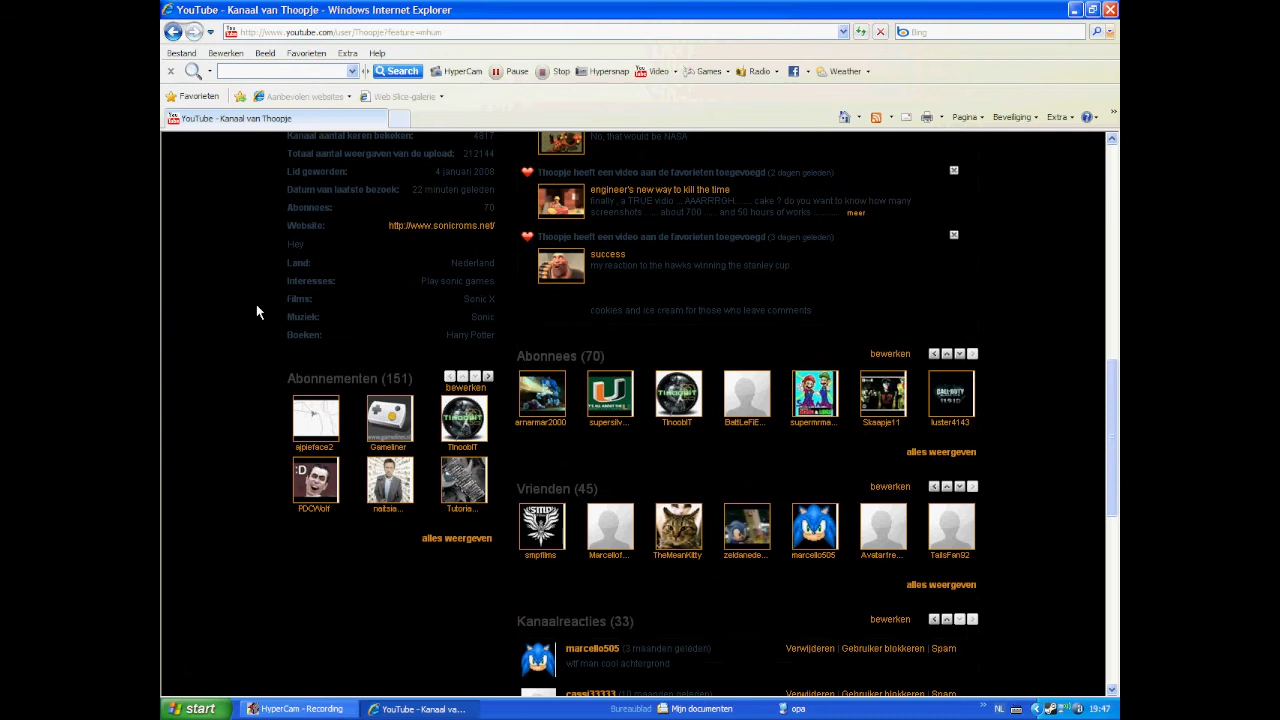 YouTube - Kanaal van Thoopje - Windows Internet Explorer
http://www.youtube.com/user/Thoopje?feature=mhum
Bing
Bestand Bewerken Beeld Favorieten Extra Help
Search HyperCam Pause Stop Hypersnap Video Games Radio Weather
Favorieten Aanbevolen websites Web Slice-galerie
YouTube - Kanaal van Thoopje
Pagina Beveiliging Extra
Kanaal aantal keren bekeken: 4817
Totaal aantal weergaven van de upload: 212144
Lid geworden: 4 januari 2008
Datum van laatste bezoek: 22 minuten geleden
Abonnees: 70
Website: http://www.sonicroms.net/
Hey
Land: Nederland
Interesses: Play sonic games
Films: Sonic X
Muziek: Sonic
Boeken: Harry Potter
Abonnementen (151)
bewerken
ajpieface2 Gameliner TInoobIT
:D
PDCWolf naitsia... Tutoria...
alles weergeven
No, that would be NASA
Thoopje heeft een video aan de favorieten toegevoegd (2 dagen geleden)
engineer's new way to kill the time
finally , a TRUE vidio ... AAARRRGH...... cake ? do you want to know how many
screenshots ... about 700 .... and 50 hours of works .......... meer
Thoopje heeft een video aan de favorieten toegevoegd (3 dagen geleden)
success
my reaction to the hawks winning the stanley cup.
cookies and ice cream for those who leave comments
Abonnees (70) bewerken
arnarmar2000 supersilv... TInoobIT BattLeFiE... supermrma... Skaapje11 luster4143
alles weergeven
Vrienden (45) bewerken
smpfilms Marcellof... TheMeanKitty zeldanede... marcello505 Avatarfre... TailsFan92
alles weergeven
Kanaalreacties (33) bewerken
marcello505 (3 maanden geleden) Verwijderen | Gebruiker blokkeren | Spam
wtf man cool achtergrond
cassi33333 (10 maanden geleden) Verwijderen | Gebruiker blokkeren | Spam
start HyperCam - Recording YouTube - Kanaal va... Bureaublad Mijn documenten opa NL 19:47